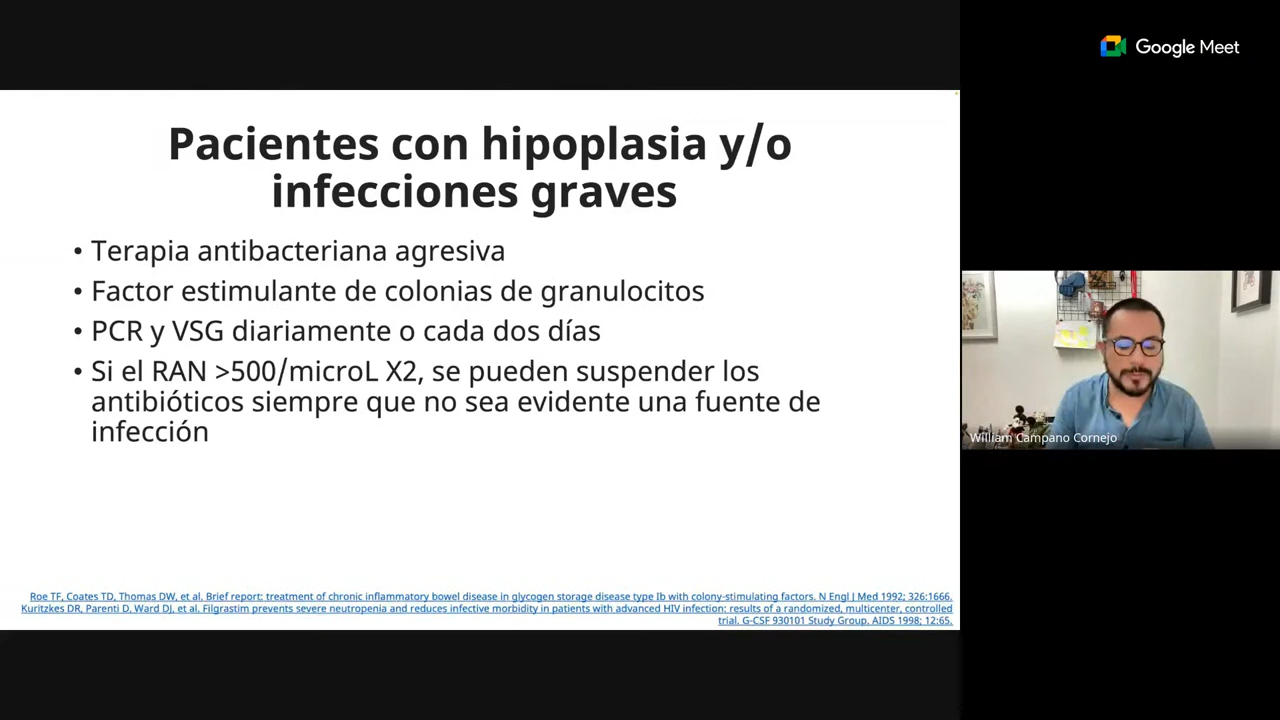 Google Meet
Pacientes con hipoplasia y/o
infecciones graves
• Terapia antibacteriana agresiva
• Factor estimulante de colonias de granulocitos
• PCR y VSG diariamente o cada dos días
• Si el RAN >500/microL X2, se pueden suspender los
antibióticos siempre que no sea evidente una fuente de
infección
William Campano Cornejo
Roe TF, Coates TD, Thomas DW, et al. Brief report: treatment of chronic inflammatory bowel disease in glycogen storage disease type Ib with colony-stimulating factors. N Engl J Med 1992; 326:1666.
Kuritzkes DR, Parenti D, Ward DJ, et al. Filgrastim prevents severe neutropenia and reduces infective morbidity in patients with advanced HIV infection: results of a randomized, multicenter, controlled
trial. G-CSF 930101 Study Group. AIDS 1998; 12:65.